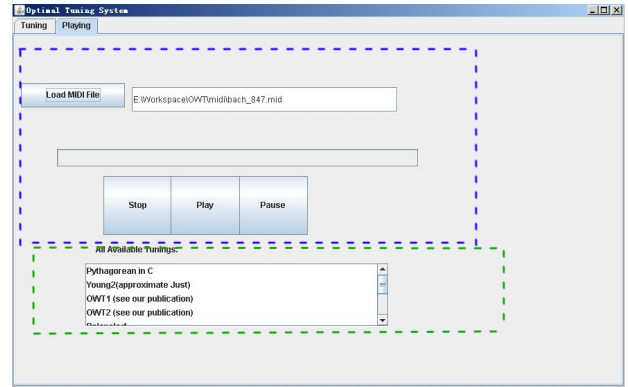 Optimal Tuning System
Tuning Playing
Load MIDI File E:\Workspace\OWT\midi\bach_847.mid
Stop Play Pause
All Available Tunings:
Pythagorean in C
Young2(approximate Just)
OWT1 (see our publication)
OWT2 (see our publication)